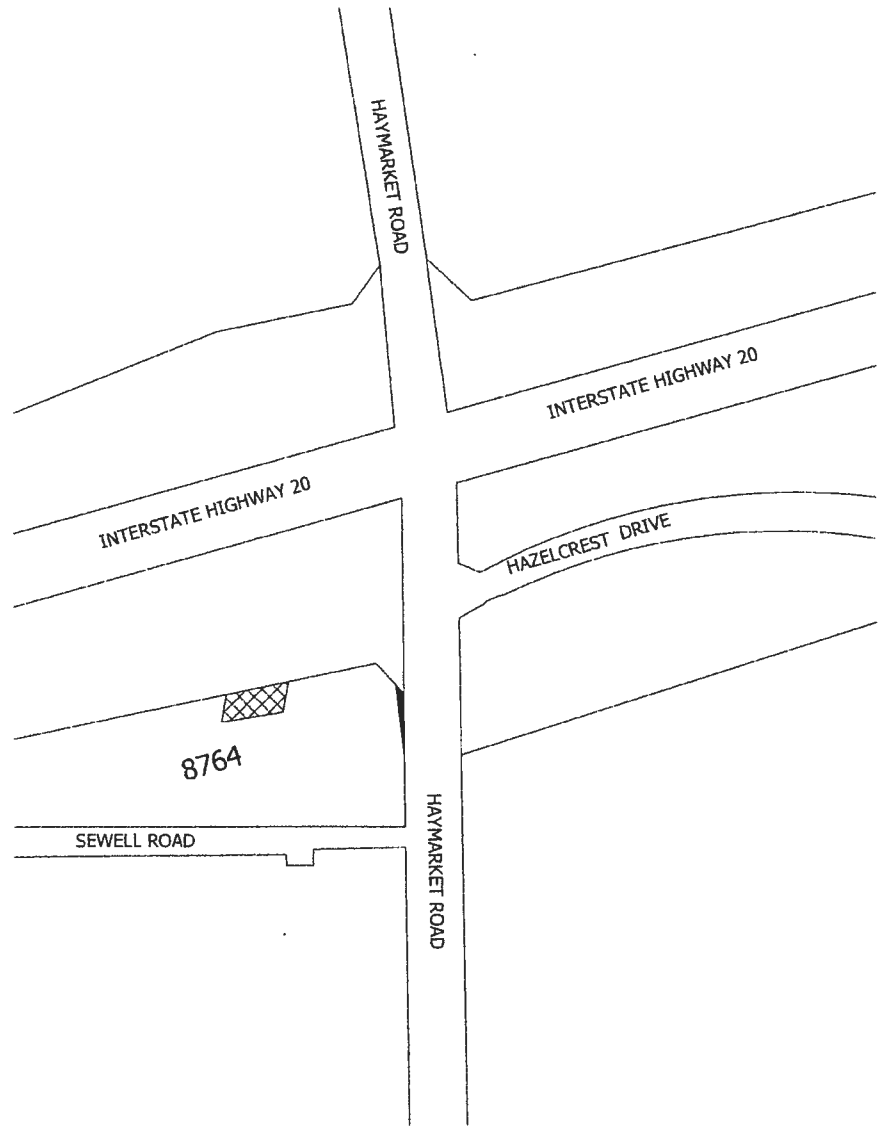 HAYMARKET ROAD
INTERSTATE HIGHWAY 20
INTERSTATE HIGHWAY 20
HAZELCREST DRIVE
8764
SEWELL ROAD
HAYMARKET ROAD